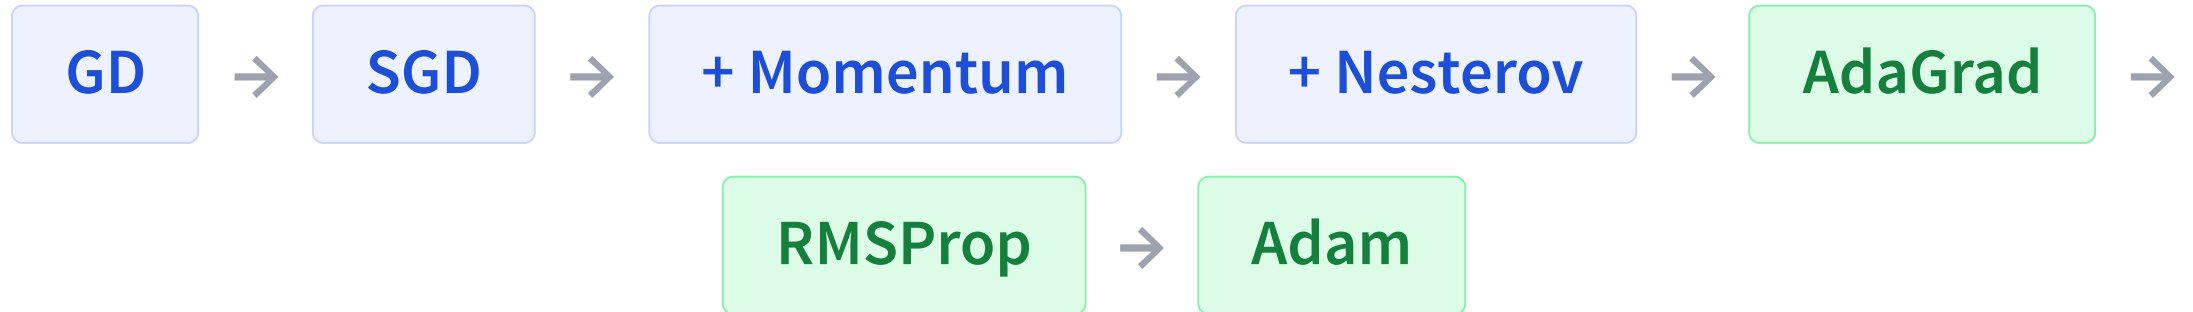 GD → SGD → + Momentum → + Nesterov → AdaGrad →
RMSProp → Adam